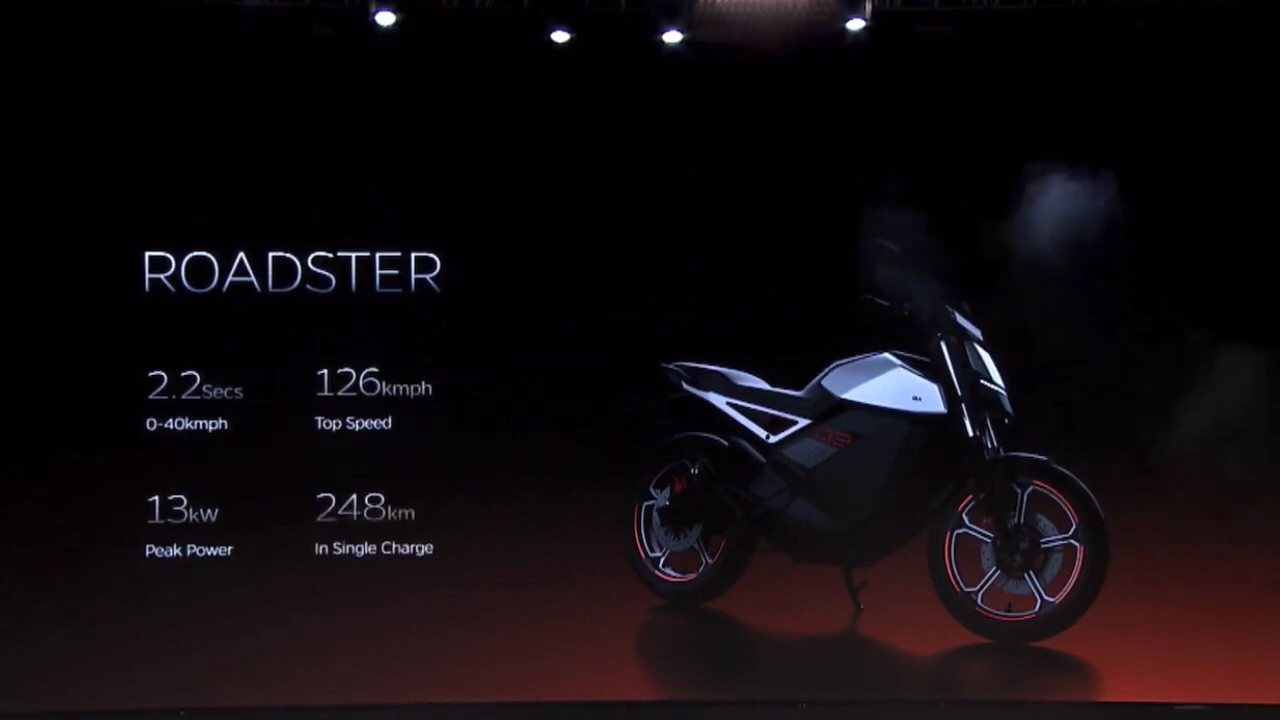 ROADSTER
2.2Secs
0-40kmph
126kmph
Top Speed
13kW
Peak Power
248km
In Single Charge